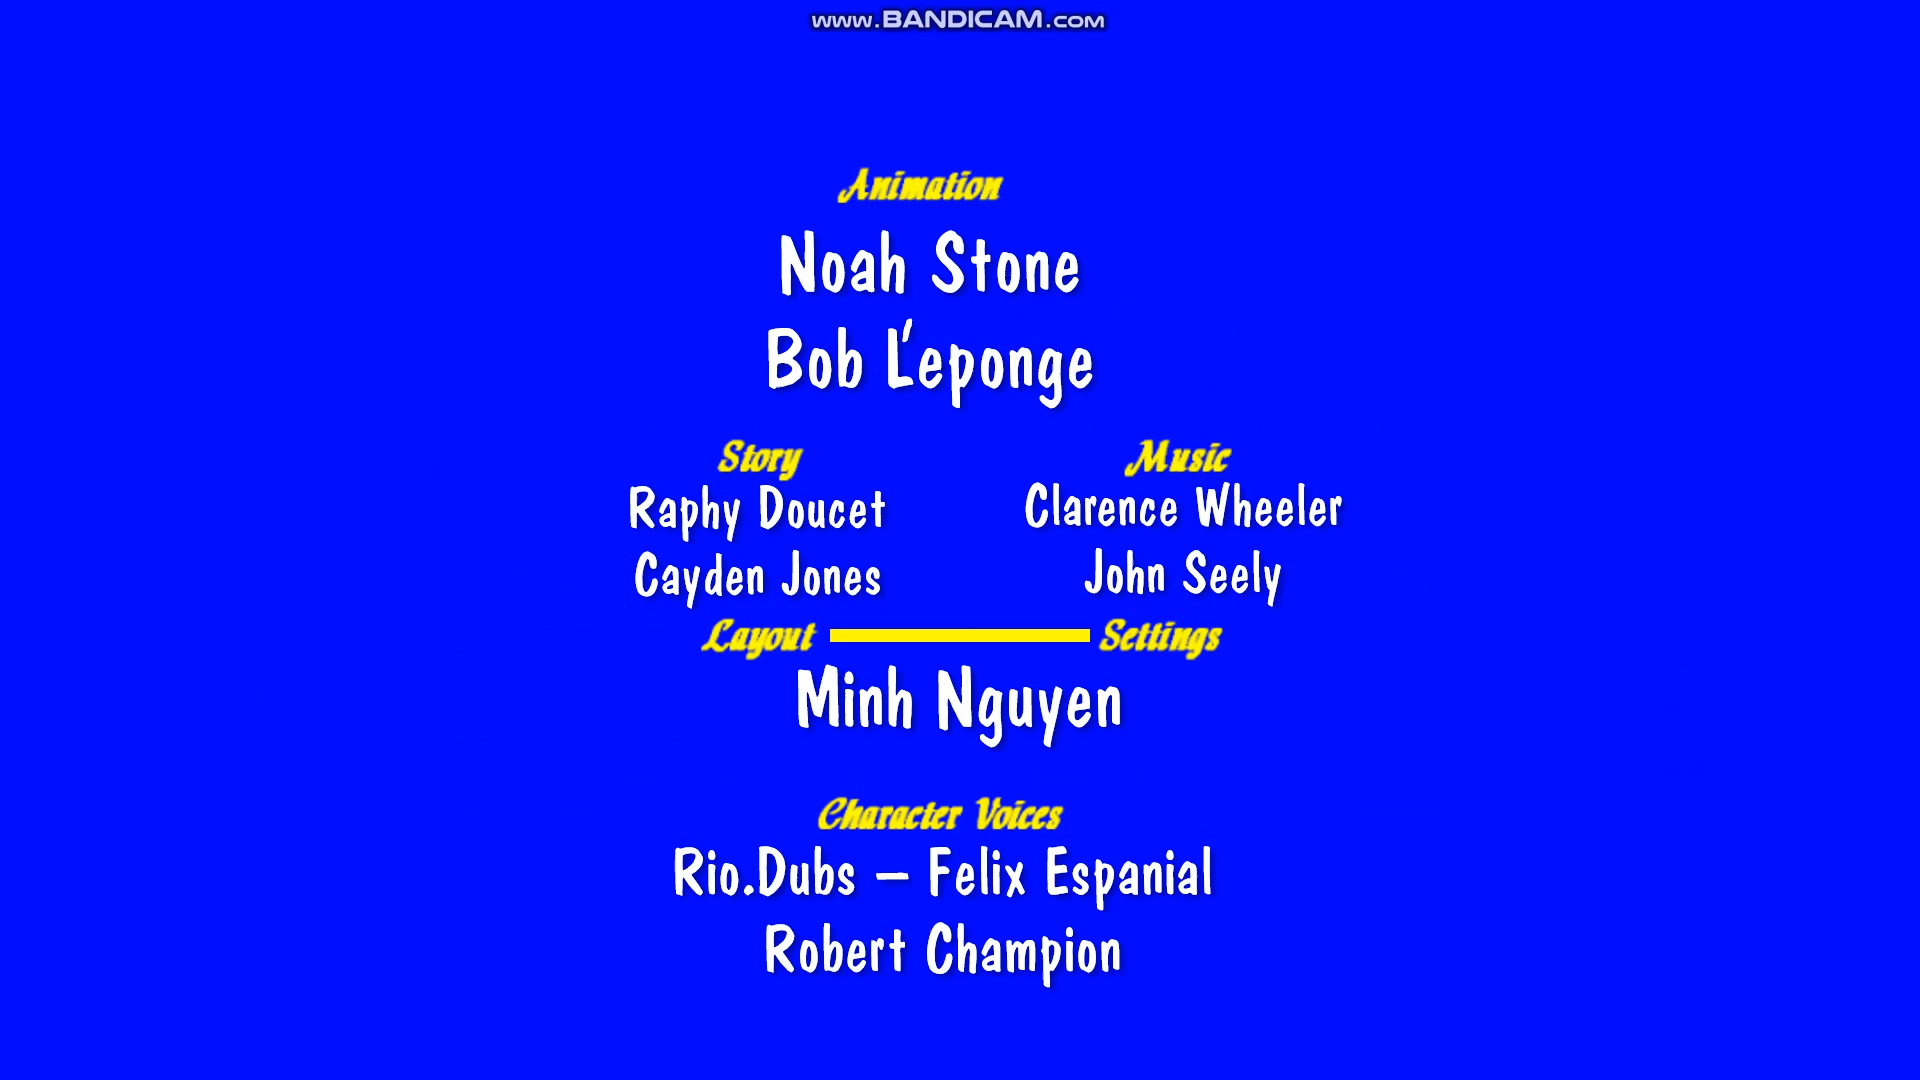 www.BANDICAM.com
Animation
Noah Stone
Bob L'eponge
Story
Raphy Doucet
Cayden Jones
Music
Clarence Wheeler
John Seely
Layout
Settings
Minh Nguyen
Character Voices
Rio.Dubs – Felix Espanial
Robert Champion